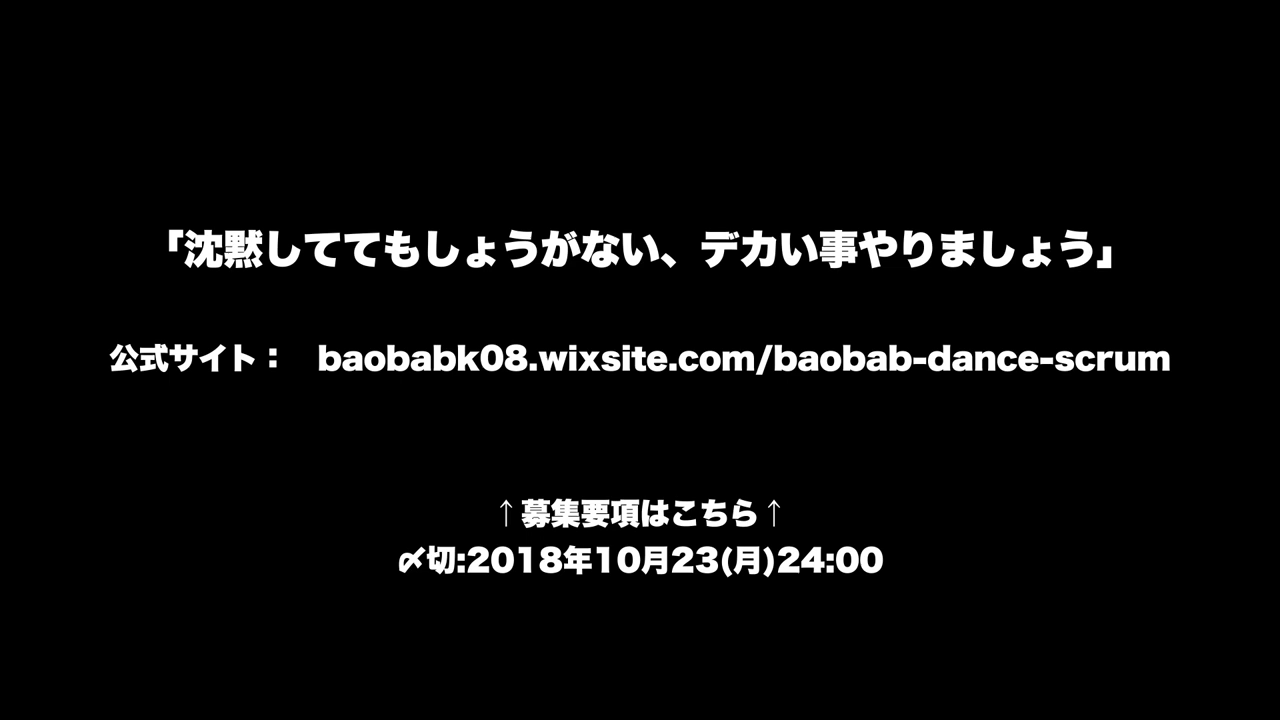 「沈黙しててもしょうがない、デカい事やりましょう」
公式サイト：　baobabk08.wixsite.com/baobab-dance-scrum
↑募集要項はこちら↑
〆切:2018年10月23(月)24:00